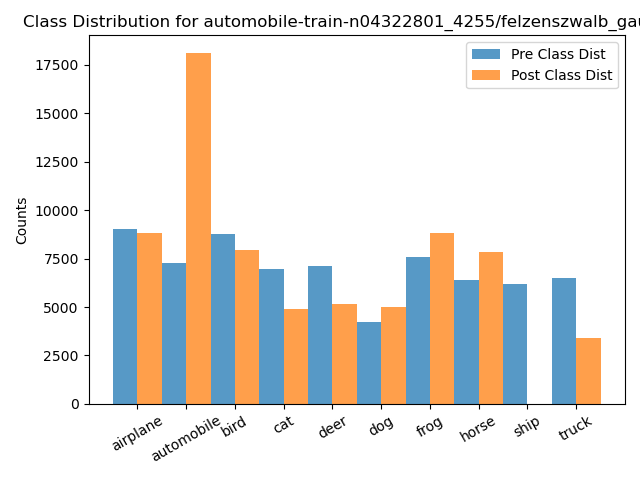 Class Distribution for automobile-train-n04322801_4255/felzenszwalb_gau
Pre Class Dist
Post Class Dist
Counts
17500
15000
12500
10000
7500
5000
2500
0
airplane
automobile
bird
cat
deer
dog
frog
horse
ship
truck